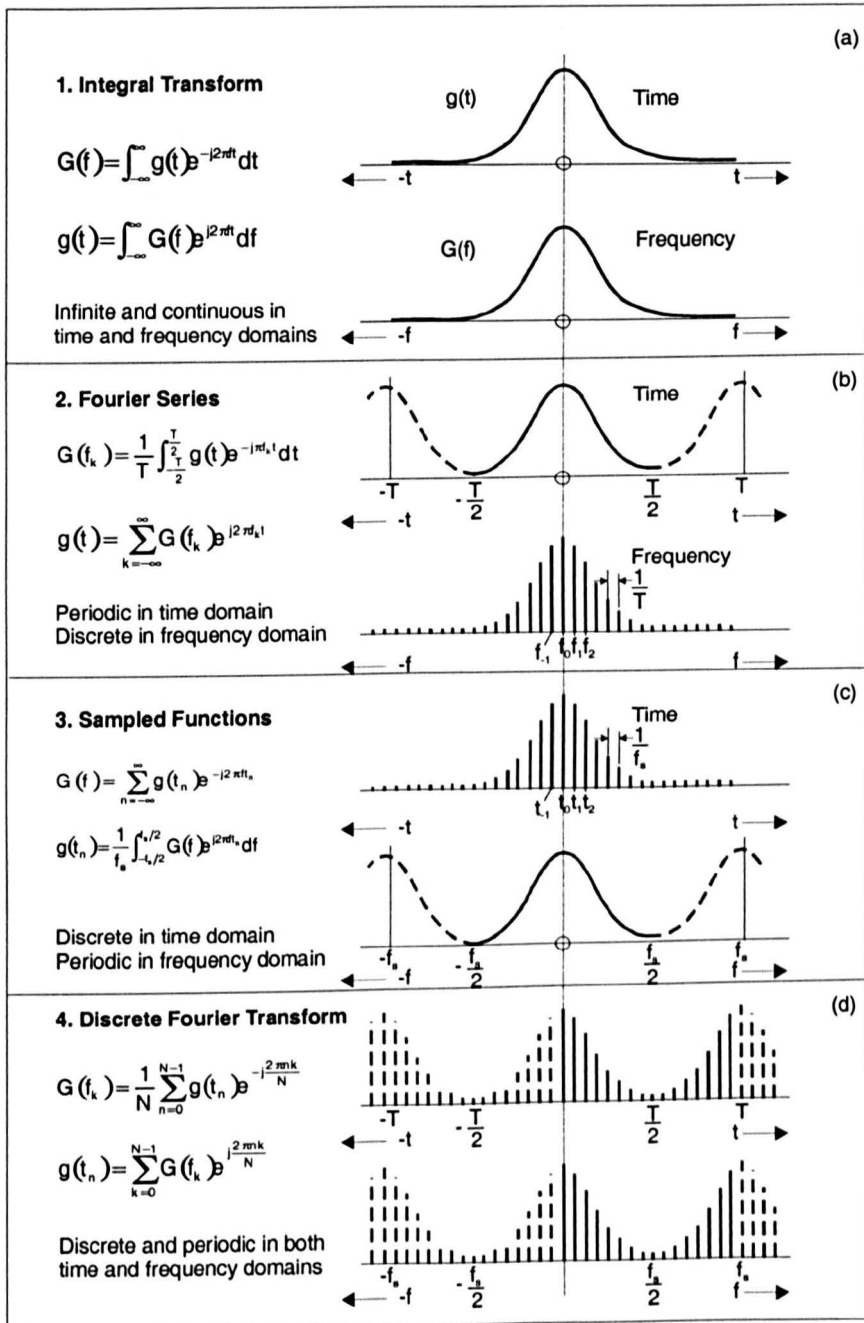 (a)
1. Integral Transform
g(t)
Time
G(f)=∫_{-∞}^{∞} g(t)e^{-j2πft}dt
-t
t
g(t)=∫_{-∞}^{∞} G(f)e^{j2πft}df
G(f)
Frequency
Infinite and continuous in
time and frequency domains
-f
f
(b)
2. Fourier Series
Time
G(f_k)=1/T ∫_{-T/2}^{T/2} g(t)e^{-jπf_kt}dt
-T
-T/2
T/2
T
-t
t
g(t)=∑_{k=-∞}^{∞} G(f_k)e^{j2πf_kt}
Frequency
1/T
Periodic in time domain
Discrete in frequency domain
f_-1 f_0 f_1 f_2
-f
f
(c)
3. Sampled Functions
Time
1/f_s
G(f)=∑_{n=-∞}^{∞} g(t_n)e^{-j2πft_n}
t_-1 t_0 t_1 t_2
-t
t
g(t_n)=1/f_s ∫_{-f_s/2}^{f_s/2} G(f)e^{j2πft_n}df
Discrete in time domain
Periodic in frequency domain
-f_s
-f_s/2
f_s/2
f_s
-f
f
(d)
4. Discrete Fourier Transform
G(f_k)=1/N ∑_{n=0}^{N-1} g(t_n)e^{-j2πnk/N}
-T
-T/2
T/2
T
-t
t
g(t_n)=∑_{k=0}^{N-1} G(f_k)e^{j2πnk/N}
Discrete and periodic in both
time and frequency domains
-f_s
-f_s/2
f_s/2
f_s
-f
f